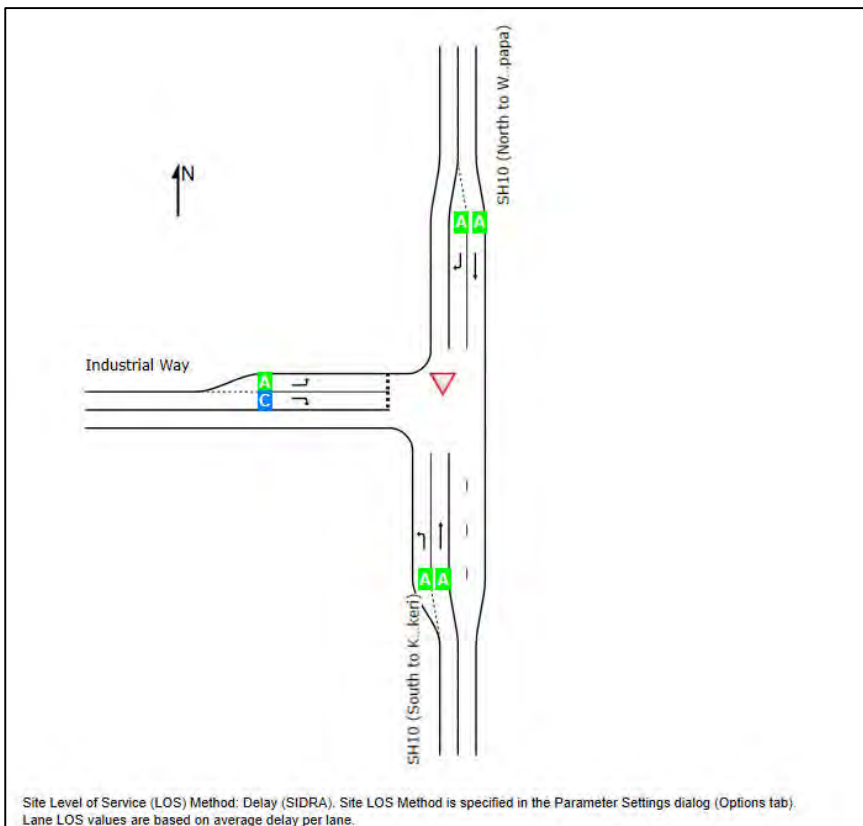 SH10 (North to W...papa)
N
A A
Industrial Way
A
C
A A
SH10 (South to K...keri)
Site Level of Service (LOS) Method: Delay (SIDRA). Site LOS Method is specified in the Parameter Settings dialog (Options tab).
Lane LOS values are based on average delay per lane.